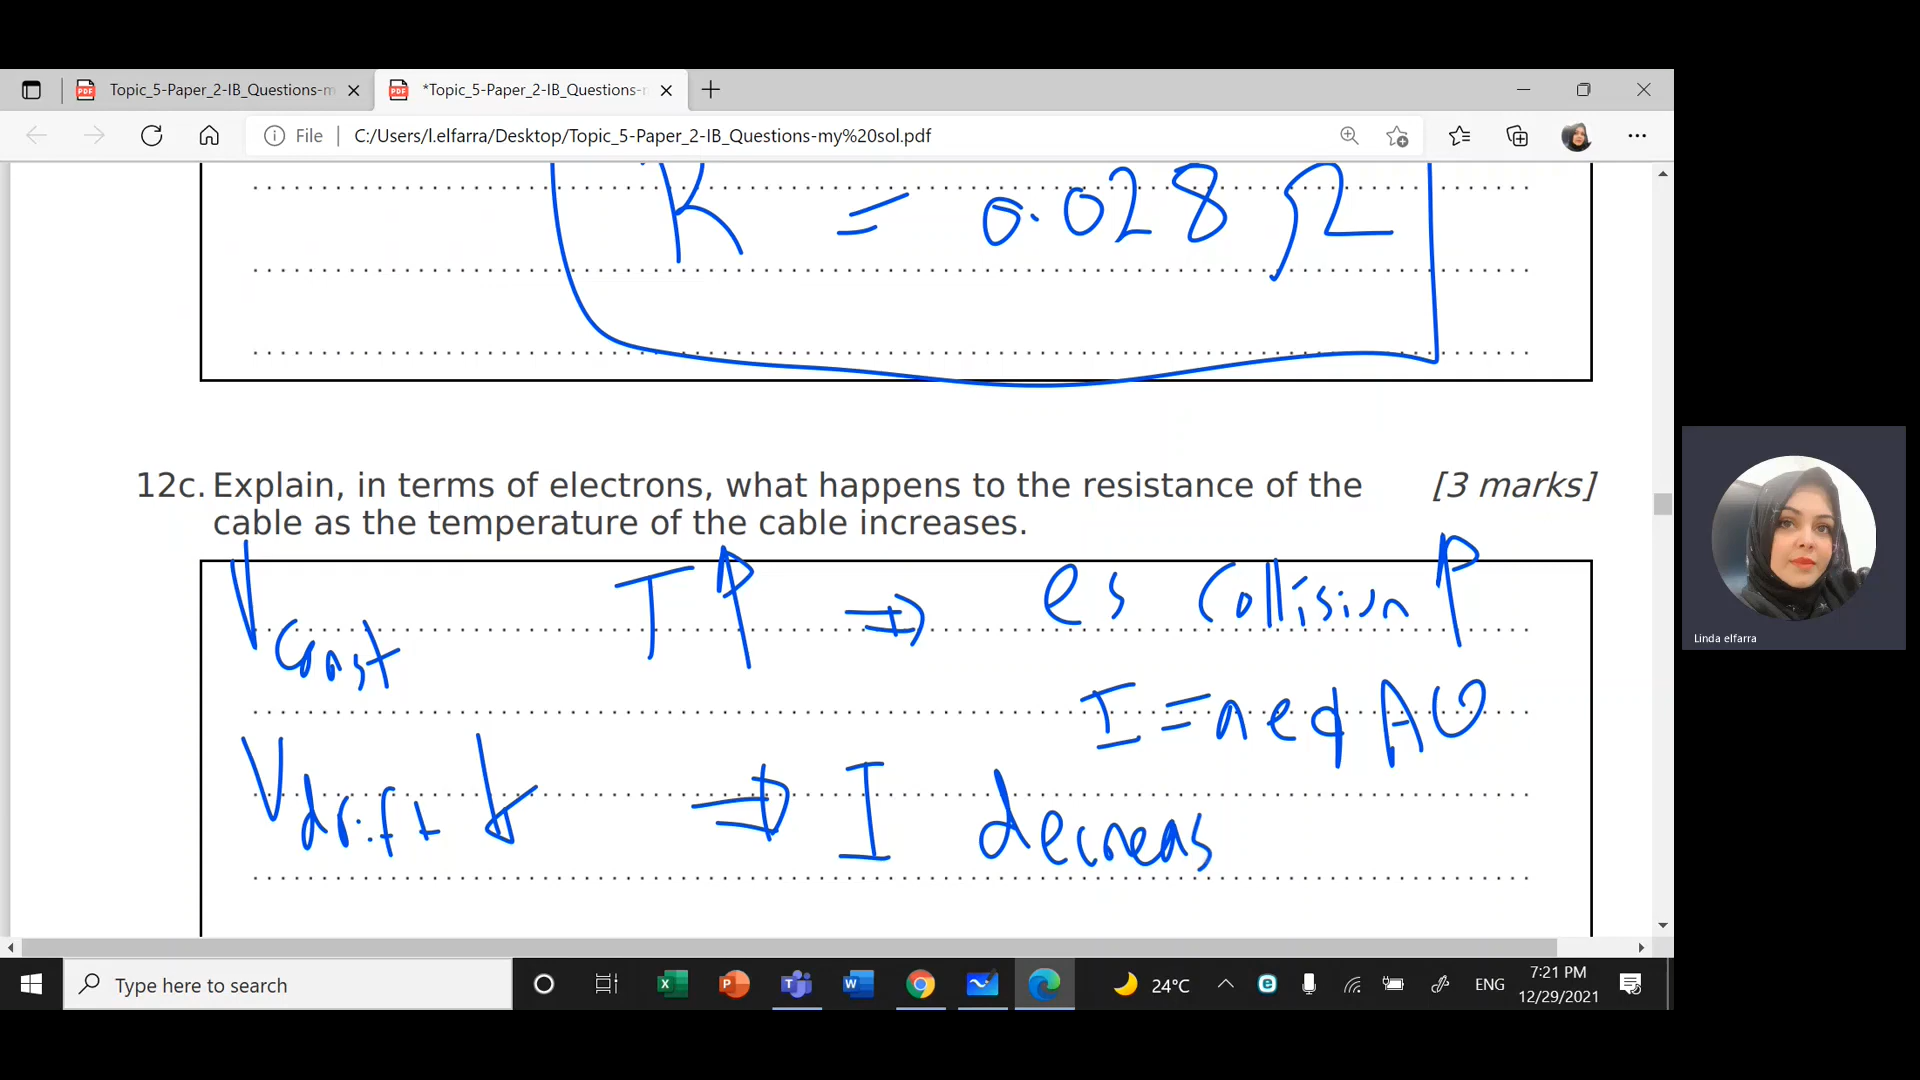 Topic_5-Paper_2-IB_Questions-m
*Topic_5-Paper_2-IB_Questions-
File
C:/Users/l.elfarra/Desktop/Topic_5-Paper_2-IB_Questions-my%20sol.pdf
R = 0.028 Ω
12c. Explain, in terms of electrons, what happens to the resistance of the [3 marks]
cable as the temperature of the cable increases.
V const T ↑ ⇒ es Collision ↑
I =
V drift ↓ ⇒ I decreas
Linda elfarra
Type here to search
24°C
ENG
7:21 PM
12/29/2021